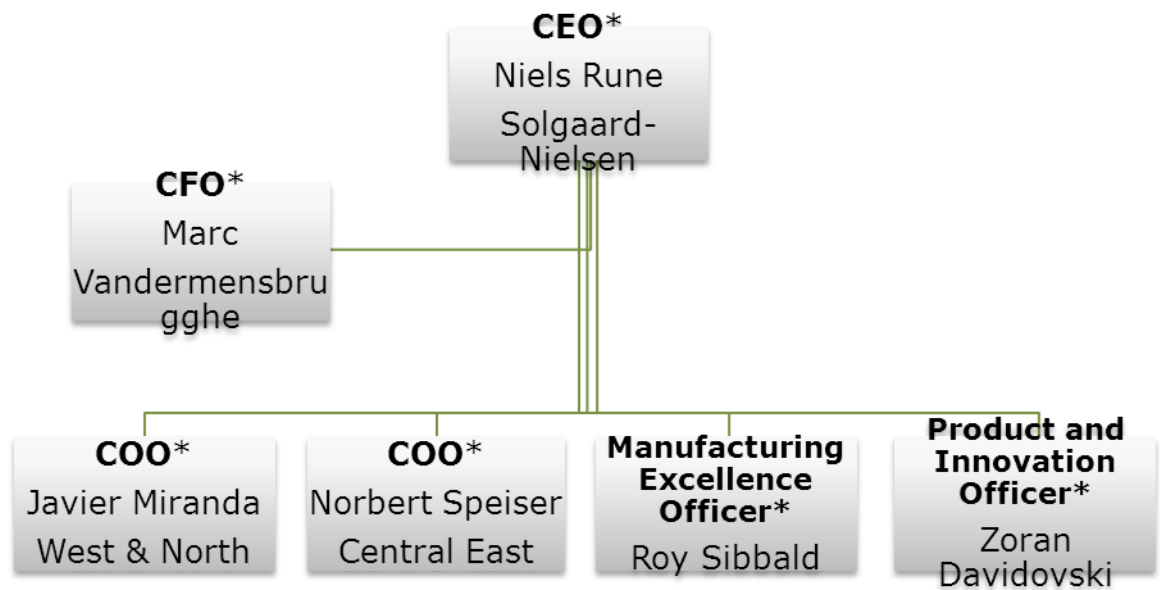 CEO*
Niels Rune
Solgaard-
Nielsen
CFO*
Marc
Vandermensbru
gghe
COO*
Javier Miranda
West & North
COO*
Norbert Speiser
Central East
Manufacturing
Excellence
Officer*
Roy Sibbald
Product and
Innovation
Officer*
Zoran
Davidovski